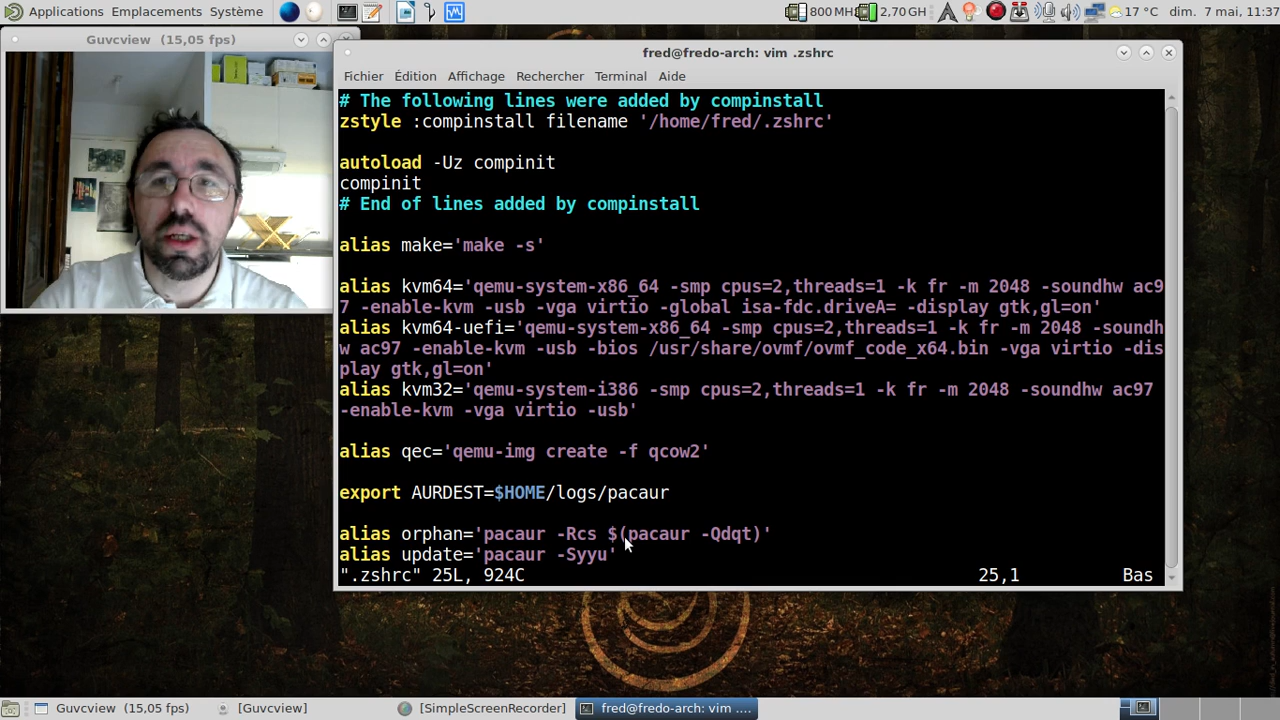 Applications Emplacements Système
800 MH
2,70 GH
17 °C
dim. 7 mai, 11:37
Guvcview (15,05 fps)
fred@fredo-arch: vim .zshrc
Fichier Édition Affichage Rechercher Terminal Aide
# The following lines were added by compinstall
zstyle :compinstall filename '/home/fred/.zshrc'
autoload -Uz compinit
compinit
# End of lines added by compinstall
alias make='make -s'
alias kvm64='qemu-system-x86_64 -smp cpus=2,threads=1 -k fr -m 2048 -soundhw ac9
7 -enable-kvm -usb -vga virtio -global isa-fdc.driveA= -display gtk,gl=on'
alias kvm64-uefi='qemu-system-x86_64 -smp cpus=2,threads=1 -k fr -m 2048 -soundh
w ac97 -enable-kvm -usb -bios /usr/share/ovmf/ovmf_code_x64.bin -vga virtio -dis
play gtk,gl=on'
alias kvm32='qemu-system-i386 -smp cpus=2,threads=1 -k fr -m 2048 -soundhw ac97
-enable-kvm -vga virtio -usb'
alias qec='qemu-img create -f qcow2'
export AURDEST=$HOME/logs/pacaur
alias orphan='pacaur -Rcs $(pacaur -Qdqt)'
alias update='pacaur -Syyu'
".zshrc" 25L, 924C 25,1 Bas
Guvcview (15,05 fps)
[Guvcview]
[SimpleScreenRecorder]
fred@fredo-arch: vim ....